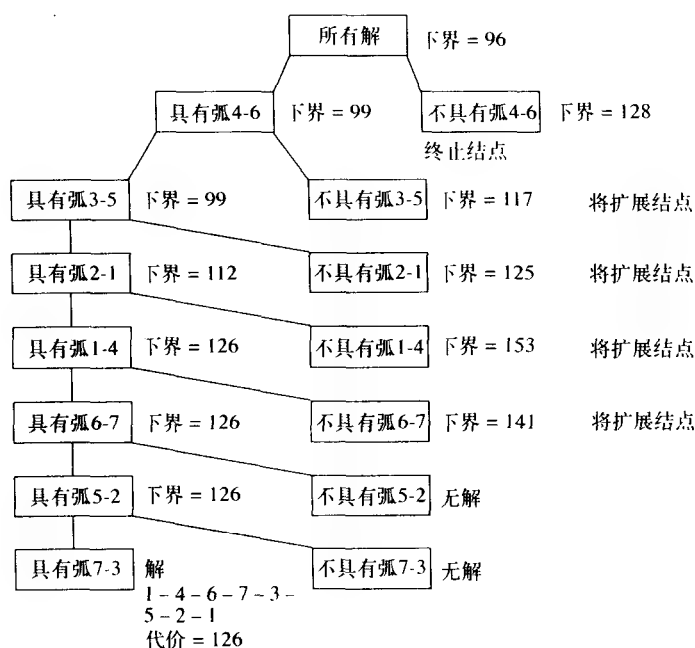 所有解 下界 = 96
具有弧4-6 下界 = 99 不具有弧4-6 下界 = 128
终止结点
具有弧3-5 下界 = 99 不具有弧3-5 下界 = 117 将扩展结点
具有弧2-1 下界 = 112 不具有弧2-1 下界 = 125 将扩展结点
具有弧1-4 下界 = 126 不具有弧1-4 下界 = 153 将扩展结点
具有弧6-7 下界 = 126 不具有弧6-7 下界 = 141 将扩展结点
具有弧5-2 下界 = 126 不具有弧5-2 无解
具有弧7-3 解 不具有弧7-3 无解
1 - 4 - 6 - 7 - 3 -
5 - 2 - 1
代价 = 126